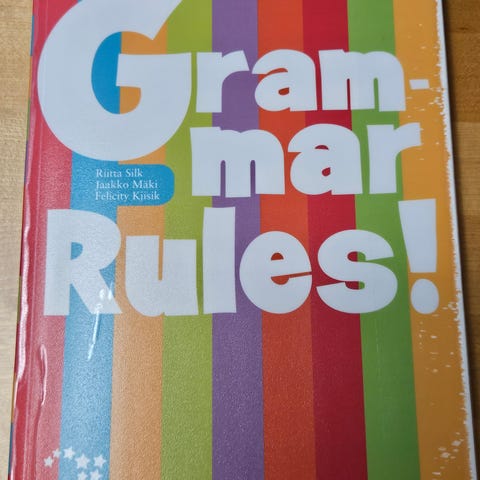 Gram-
mar
Riitta Silk
Jaakko Mäki
Felicity Kjisik
Rules!